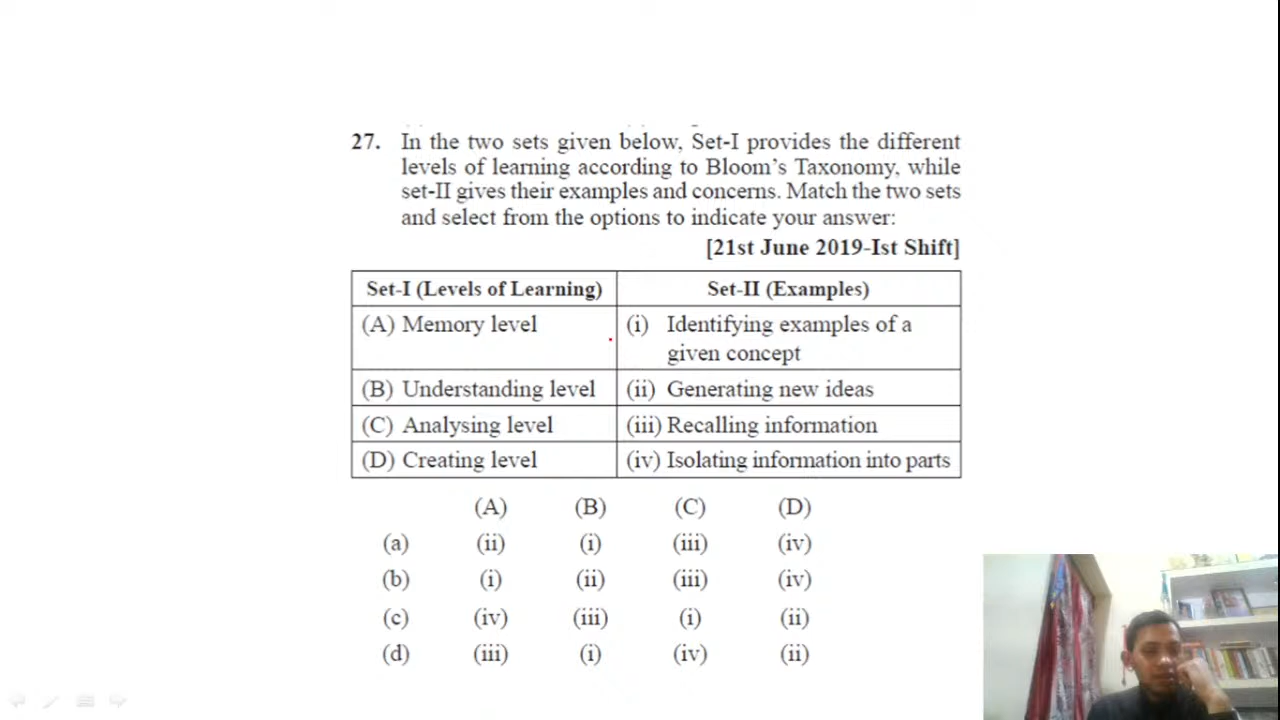 27. In the two sets given below, Set-I provides the different
levels of learning according to Bloom's Taxonomy, while
set-II gives their examples and concerns. Match the two sets
and select from the options to indicate your answer:
[21st June 2019-Ist Shift]
Set-I (Levels of Learning) Set-II (Examples)
(A) Memory level (i) Identifying examples of a
given concept
(B) Understanding level (ii) Generating new ideas
(C) Analysing level (iii) Recalling information
(D) Creating level (iv) Isolating information into parts
(A) (B) (C) (D)
(a) (ii) (i) (iii) (iv)
(b) (i) (ii) (iii) (iv)
(c) (iv) (iii) (i) (ii)
(d) (iii) (i) (iv) (ii)